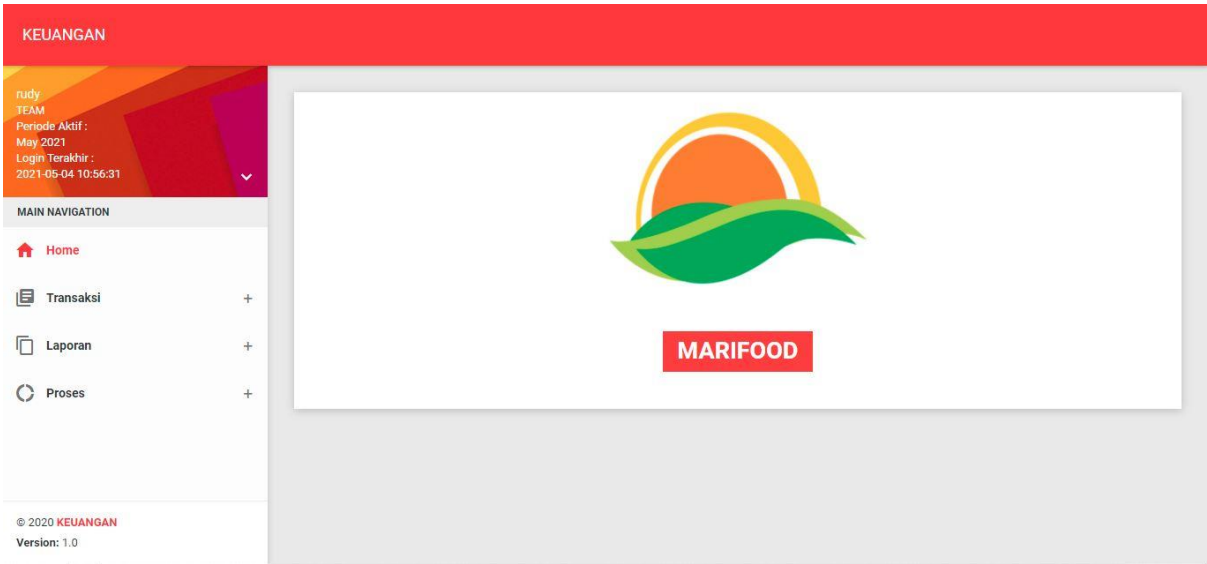 KEUANGAN
rudy
TEAM
Periode Aktif :
May 2021
Login Terakhir :
2021-05-04 10:56:31
MAIN NAVIGATION
Home
Transaksi +
Laporan +
Proses +
© 2020 KEUANGAN
Version: 1.0
MARIFOOD